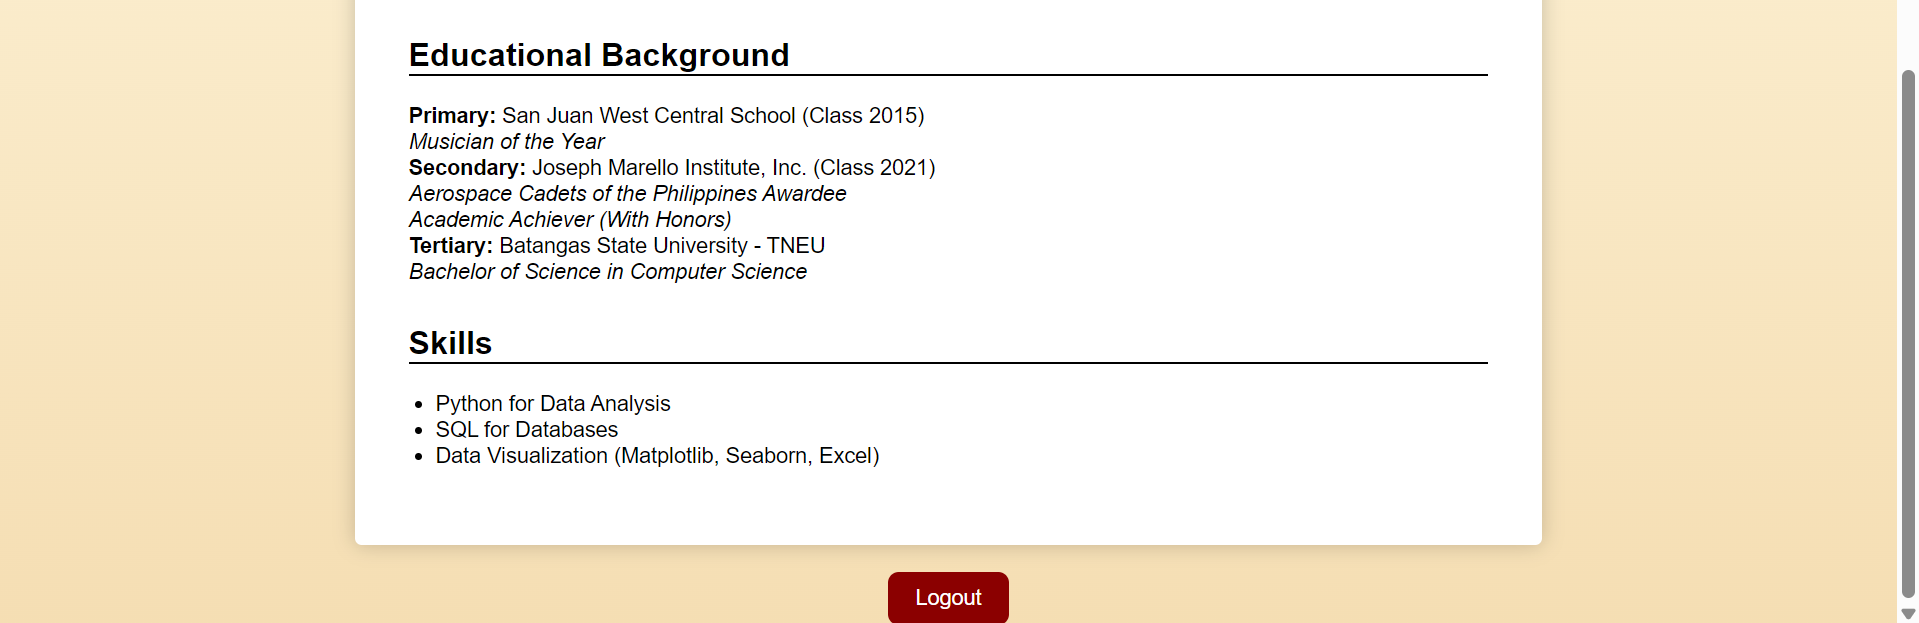 Educational Background
Primary: San Juan West Central School (Class 2015)
Musician of the Year
Secondary: Joseph Marello Institute, Inc. (Class 2021)
Aerospace Cadets of the Philippines Awardee
Academic Achiever (With Honors)
Tertiary: Batangas State University - TNEU
Bachelor of Science in Computer Science
Skills
Python for Data Analysis
SQL for Databases
Data Visualization (Matplotlib, Seaborn, Excel)
Logout